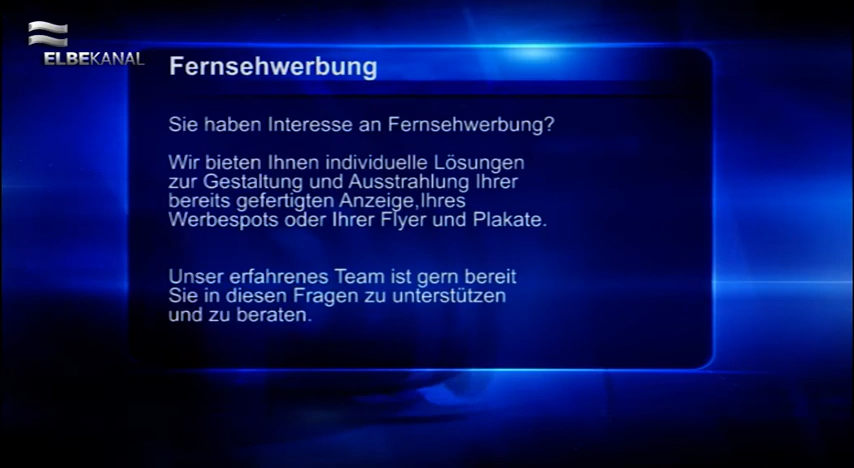 ELBEKANAL
Fernsehwerbung
Sie haben Interesse an Fernsehwerbung?
Wir bieten Ihnen individuelle Lösungen
zur Gestaltung und Ausstrahlung Ihrer
bereits gefertigten Anzeige,Ihres
Werbespots oder Ihrer Flyer und Plakate.
Unser erfahrenes Team ist gern bereit
Sie in diesen Fragen zu unterstützen
und zu beraten.